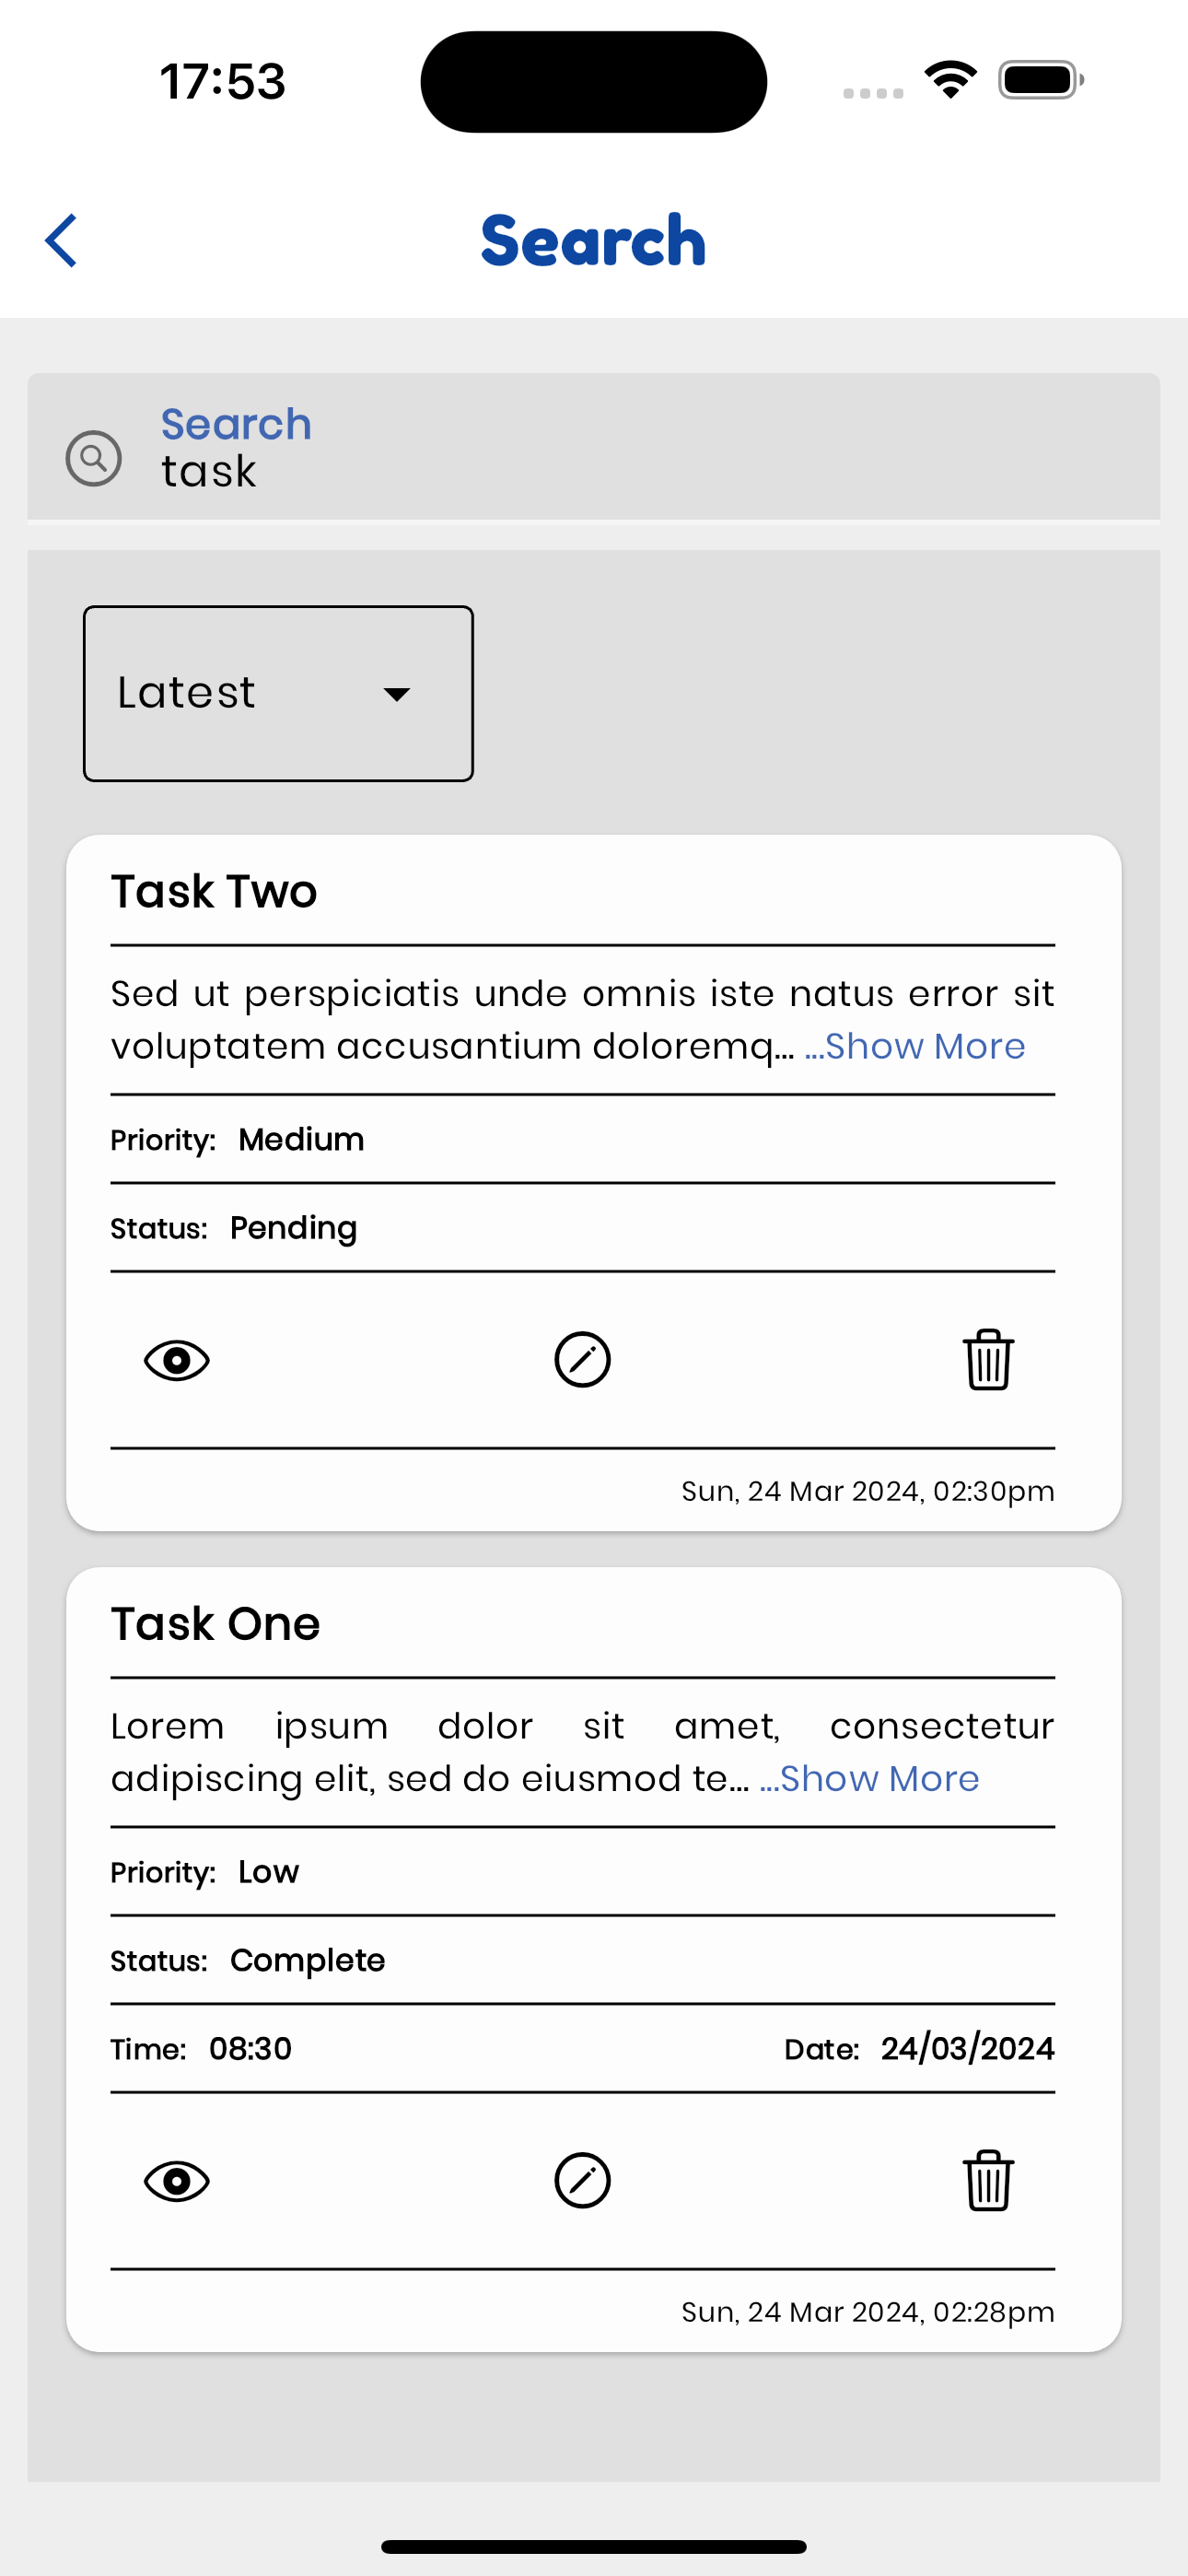 17:53
Search
Search
task
Latest
Task Two
Sed ut perspiciatis unde omnis iste natus error sit
voluptatem accusantium doloremq... ...Show More
Priority: Medium
Status: Pending
Sun, 24 Mar 2024, 02:30pm
Task One
Lorem ipsum dolor sit amet, consectetur
adipiscing elit, sed do eiusmod te... ...Show More
Priority: Low
Status: Complete
Time: 08:30 Date: 24/03/2024
Sun, 24 Mar 2024, 02:28pm